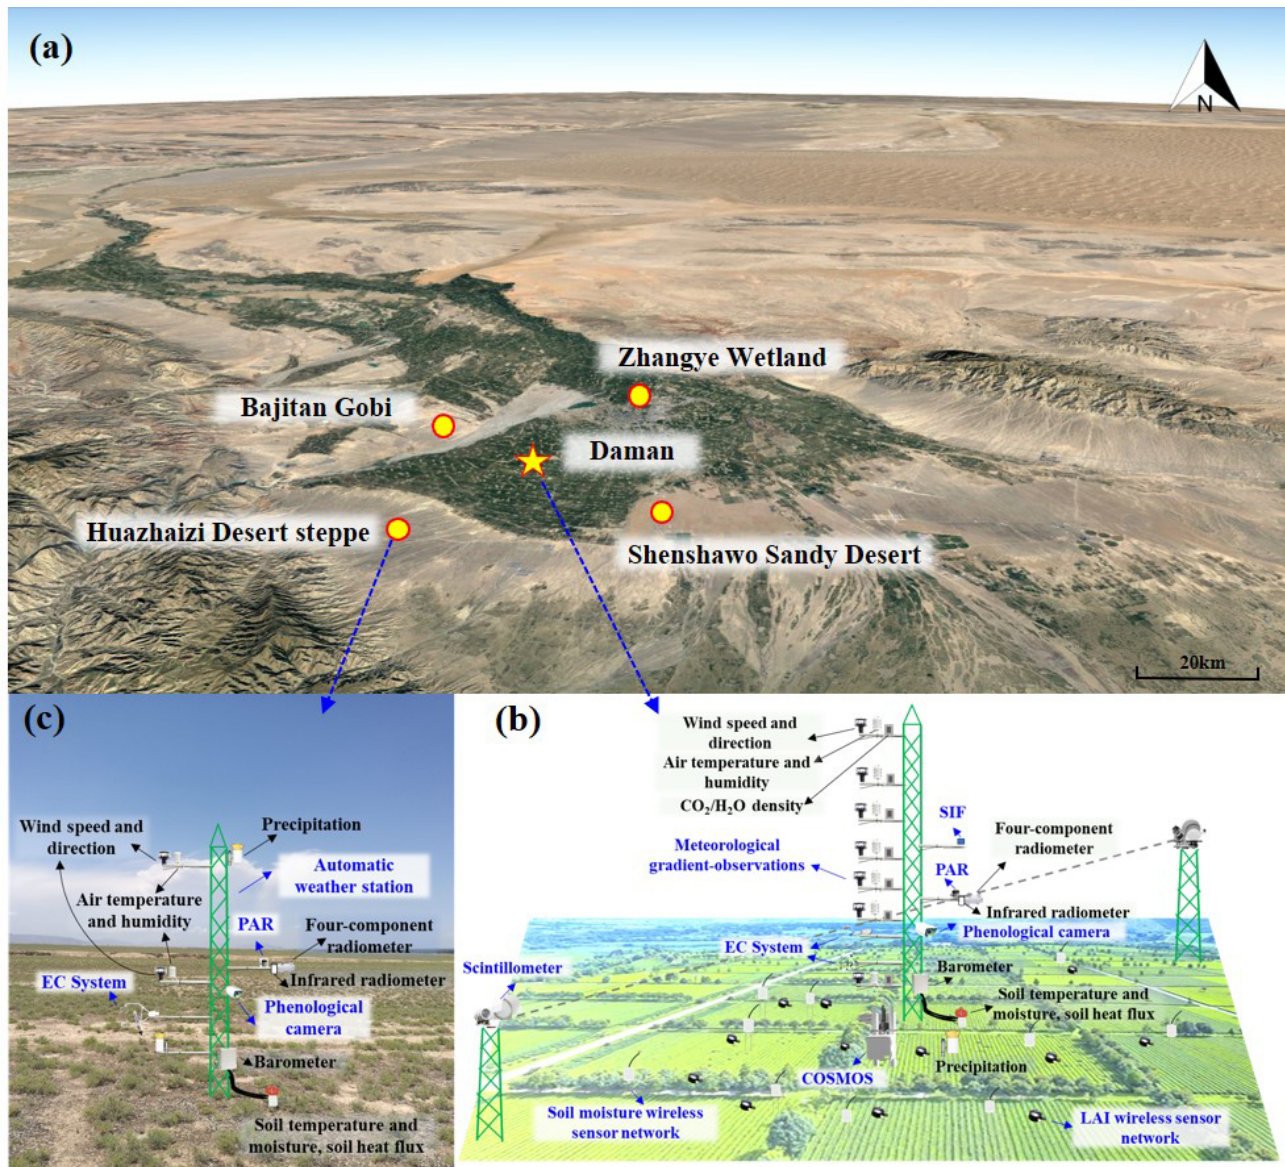 (a)
N
Zhangye Wetland
Bajitan Gobi
Daman
Huazhaizi Desert steppe
Shenshawo Sandy Desert
20km
(c)
Wind speed and
direction
Precipitation
Automatic
weather station
Air temperature
and humidity
PAR
Four-component
radiometer
Infrared radiometer
EC System
Phenological
camera
Barometer
Soil temperature and
moisture, soil heat flux
(b)
Wind speed and
direction
Air temperature and
humidity
CO₂/H₂O density
SIF
Four-component
radiometer
Meteorological
gradient-observations
PAR
Infrared radiometer
Phenological camera
EC System
Scintillometer
Barometer
Soil temperature and
moisture, soil heat flux
Precipitation
COSMOS
Soil moisture wireless
sensor network
LAI wireless sensor
network